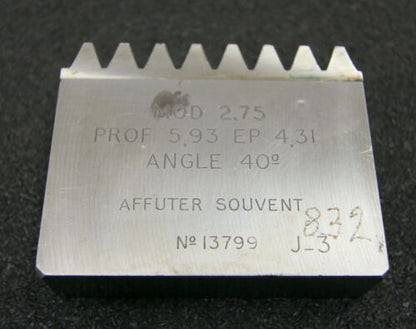 MOD 2,75
PROF 5,93 EP 4,31
ANGLE 40º
AFFUTER SOUVENT
832
Nº 13799 J-3